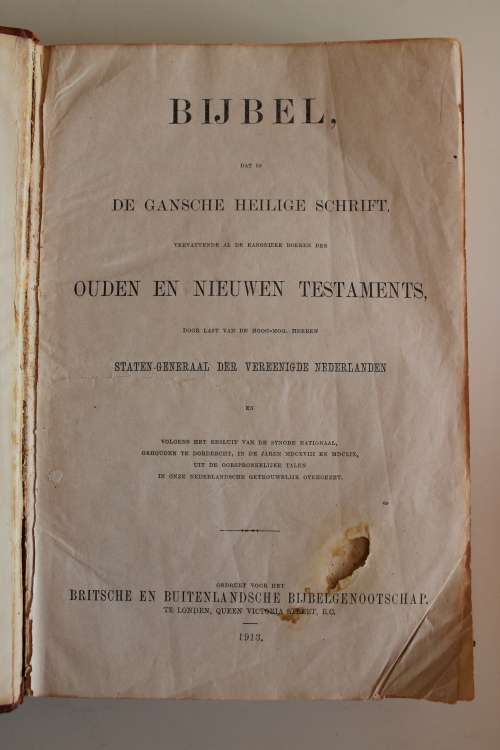 BIJBEL,
DAT IS
DE GANSCHE HEILIGE SCHRIFT,
VERVATTENDE AL DE KANONIEKE BOEKEN DES
OUDEN EN NIEUWEN TESTAMENTS,
DOOR LAST VAN DE HOOG-MOG. HEEREN
STATEN-GENERAAL DER VEREENIGDE NEDERLANDEN
EN
VOLGENS HET BESLUIT VAN DE SYNODE NATIONAAL,
GEHOUDEN TE DORDRECHT, IN DE JAREN MDCXVIII EN MDCXIX,
UIT DE OORSPRONKELIJKE TALEN
IN ONZE NEDERLANDSCHE GETROUWELIJK OVERGEZET.
GEDRUKT VOOR HET
BRITSCHE EN BUITENLANDSCHE BIJBELGENOOTSCHAP.
TE LONDEN, QUEEN VICTORIA STREET, E.C.
1913.